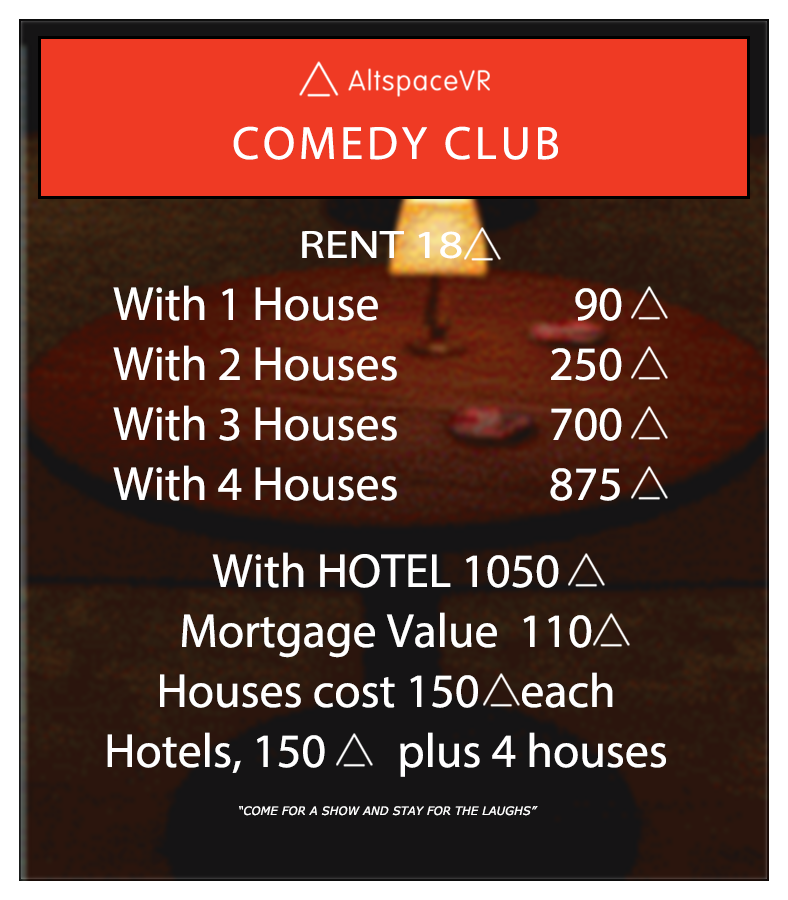 AltspaceVR
COMEDY CLUB
RENT 18△
With 1 House 90 △
With 2 Houses 250 △
With 3 Houses 700 △
With 4 Houses 875 △
With HOTEL 1050 △
Mortgage Value 110△
Houses cost 150△each
Hotels, 150 △ plus 4 houses
“COME FOR A SHOW AND STAY FOR THE LAUGHS”